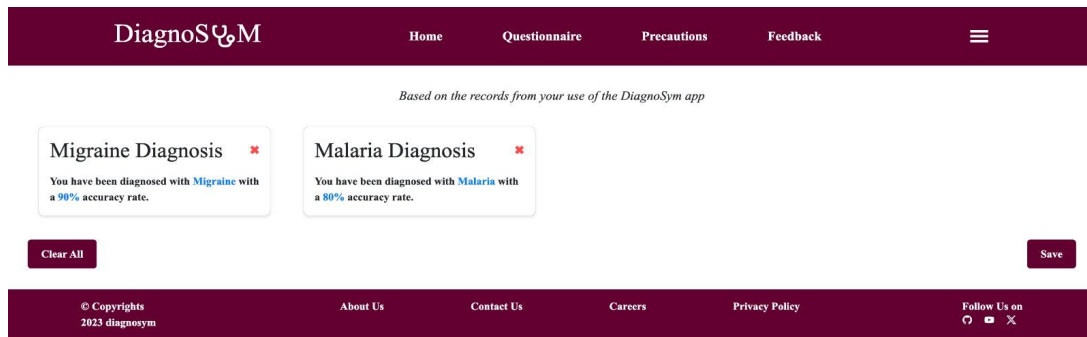 DiagnoSyM
Home Questionnaire Precautions Feedback
Based on the records from your use of the DiagnoSym app
Migraine Diagnosis
You have been diagnosed with Migraine with
a 90% accuracy rate.
Malaria Diagnosis
You have been diagnosed with Malaria with
a 80% accuracy rate.
Clear All
Save
© Copyrights
2023 diagnosym
About Us
Contact Us
Careers
Privacy Policy
Follow Us on